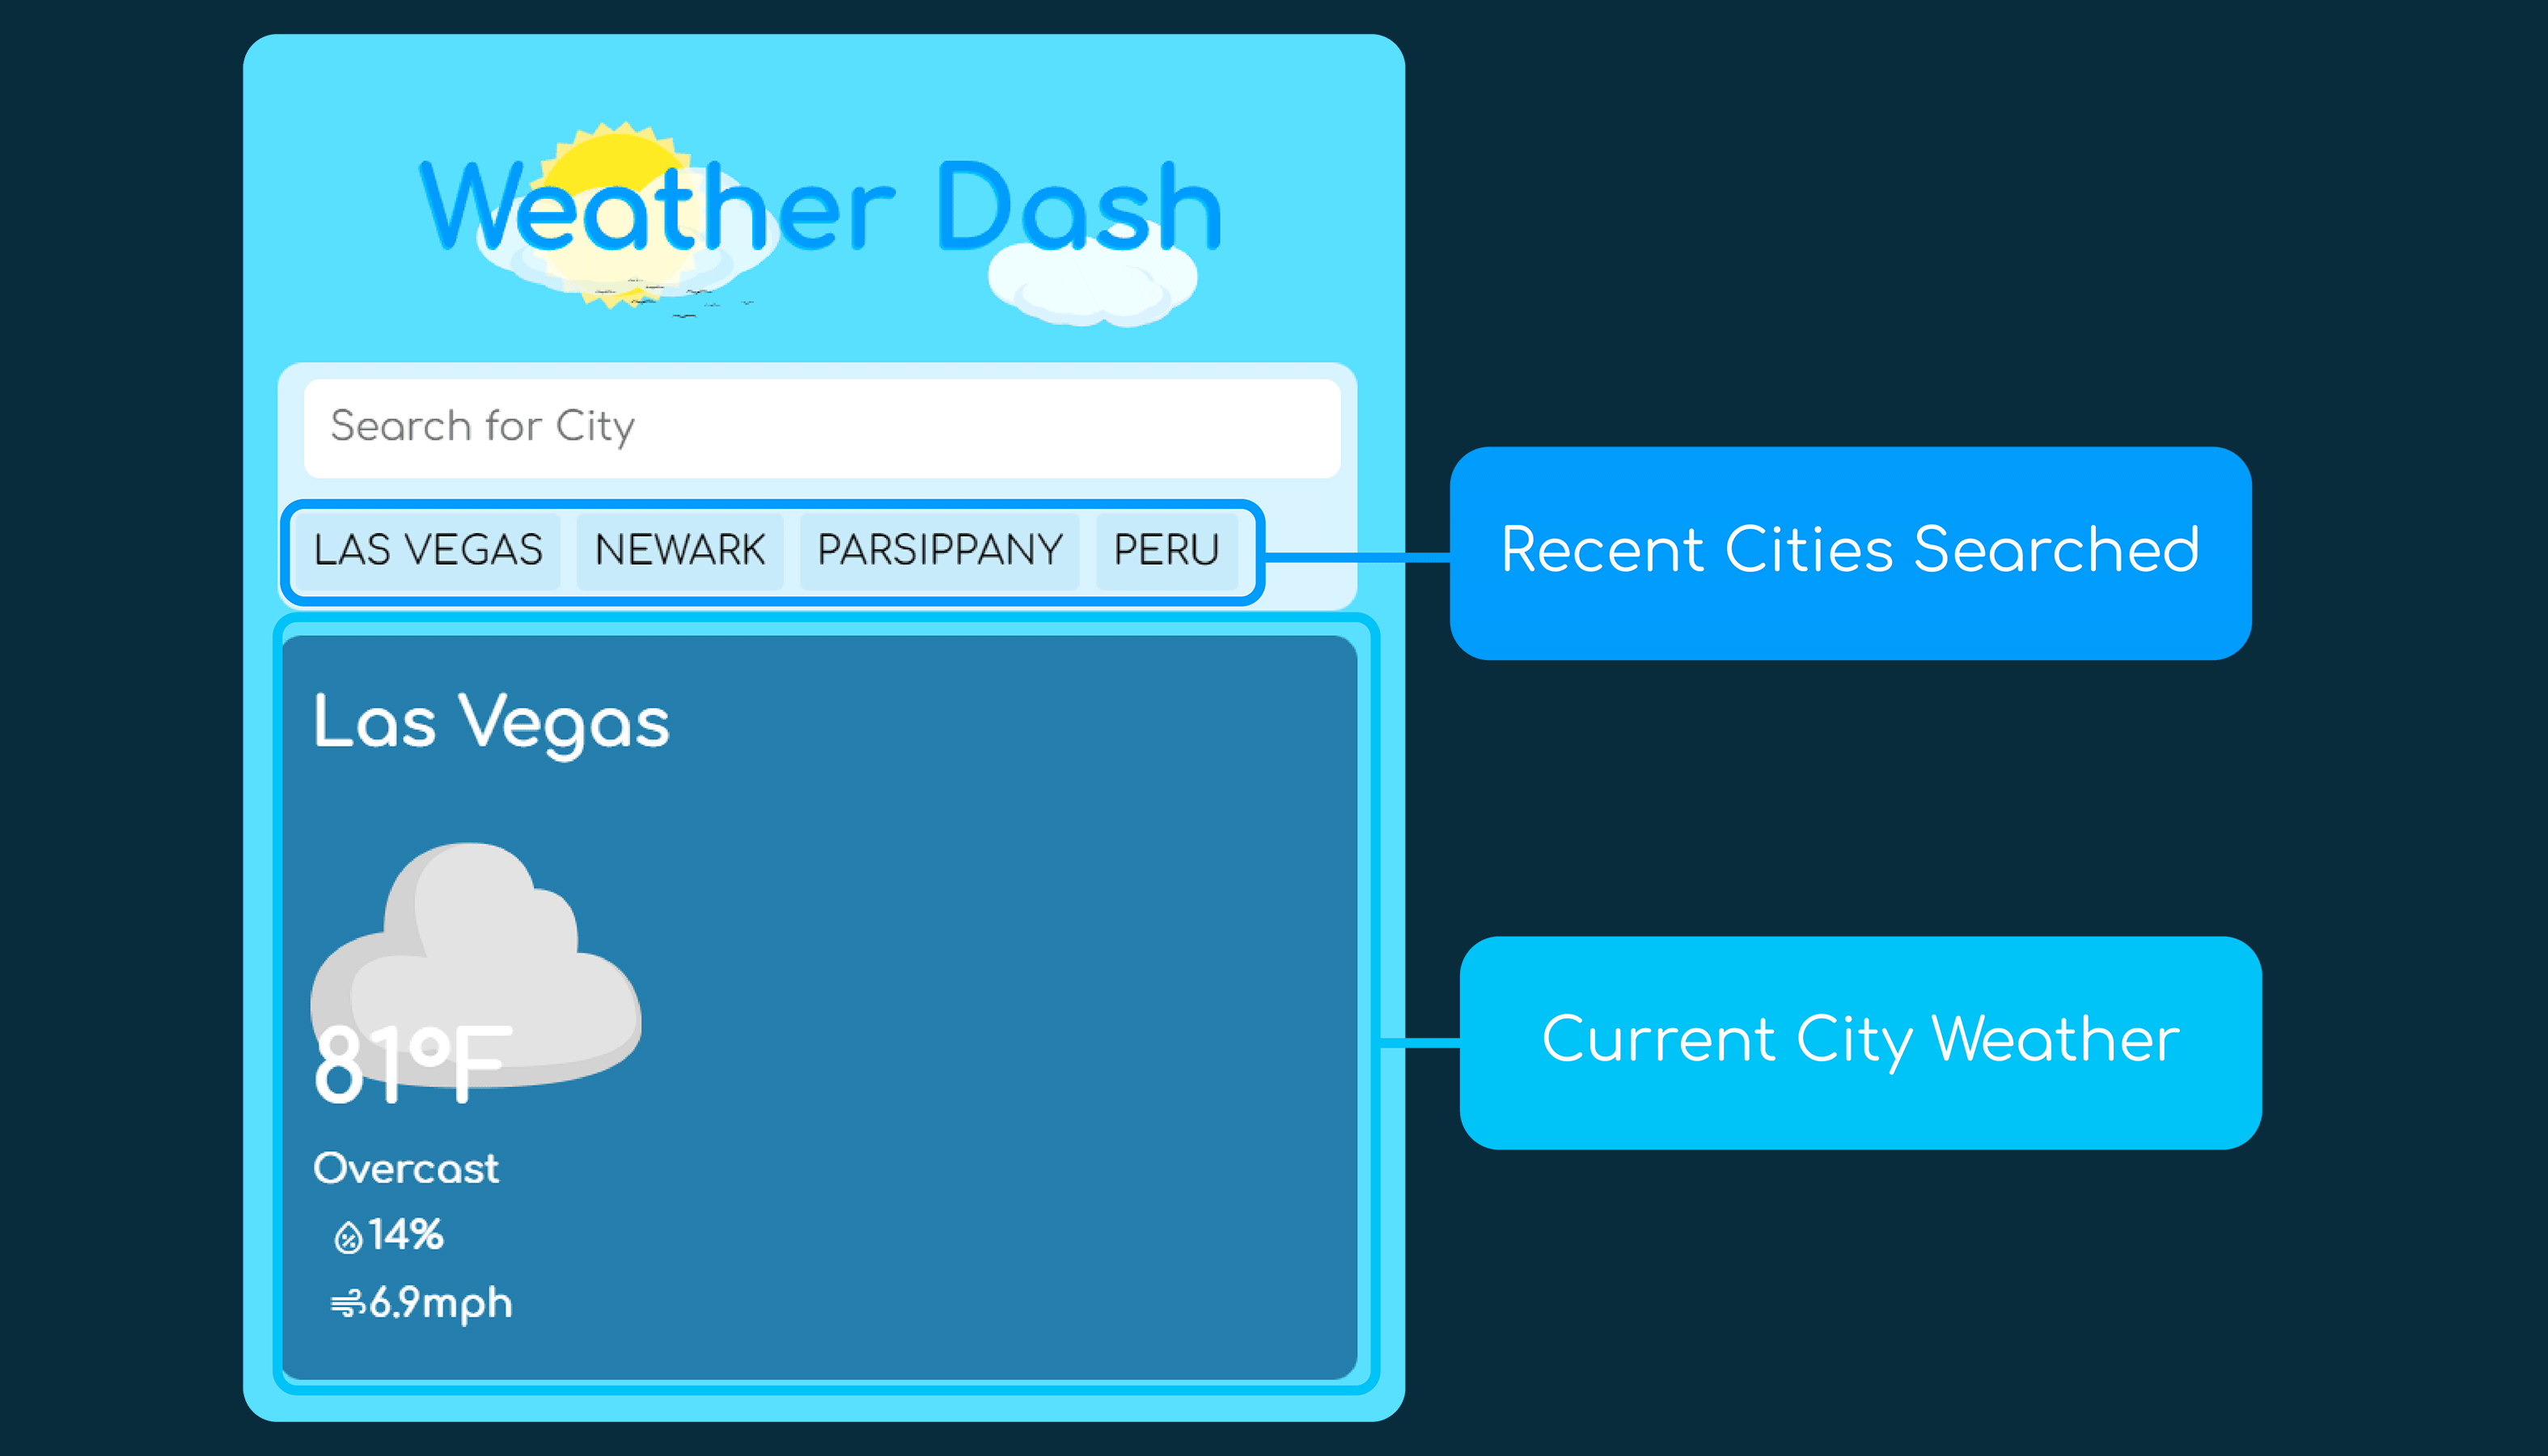 Weather Dash
Search for City
LAS VEGAS NEWARK PARSIPPANY PERU
Recent Cities Searched
Las Vegas
81°F
Current City Weather
Overcast
14%
6.9mph